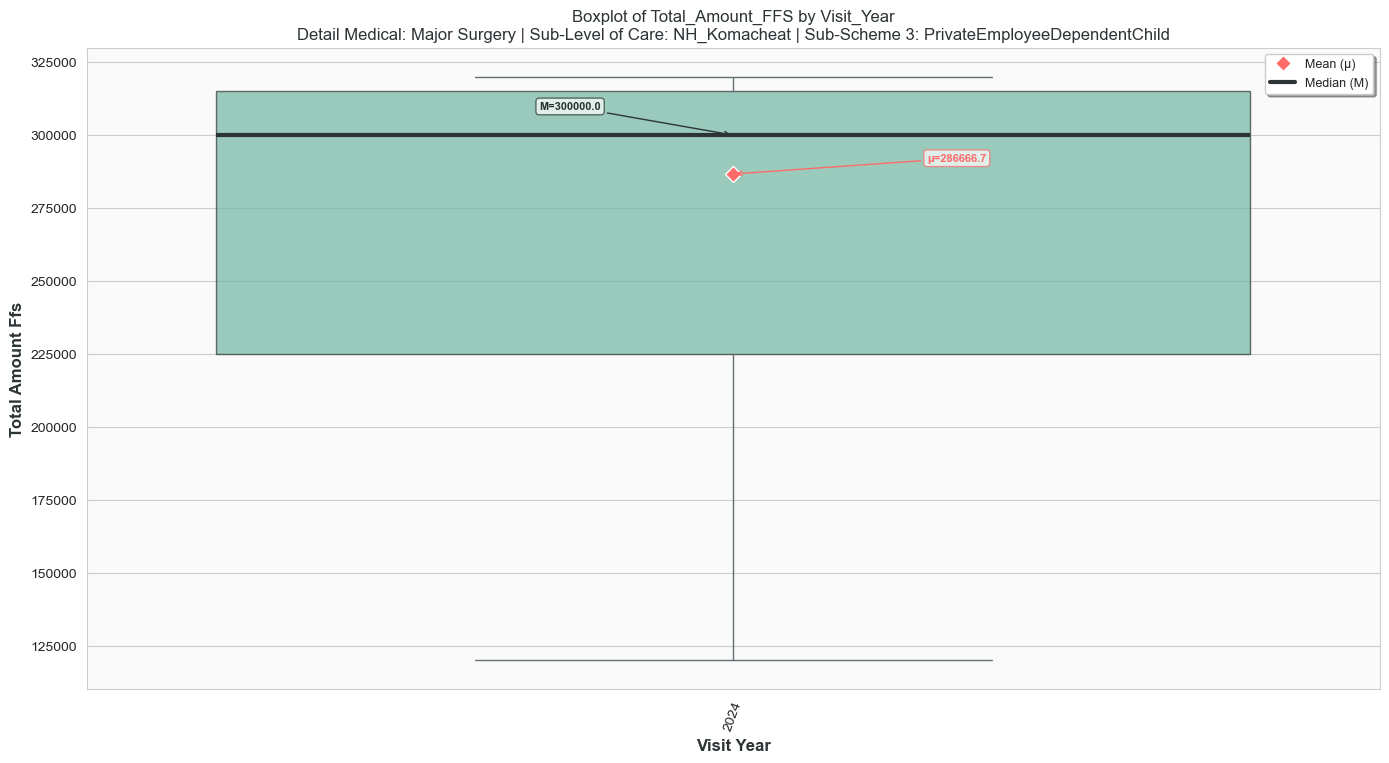 Boxplot of Total_Amount_FFS by Visit_Year
Detail Medical: Major Surgery | Sub-Level of Care: NH_Komacheat | Sub-Scheme 3: PrivateEmployeeDependentChild
Mean (μ)
Median (M)
325000
300000
275000
250000
225000
200000
175000
150000
125000
M=300000.0
μ=286666.7
Total Amount Ffs
2024
Visit Year